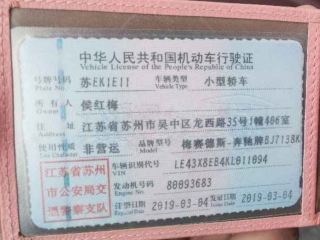 中华人民共和国机动车行驶证
Vehicle License of the People's Republic of China
号牌号码 苏EK1E11 车辆类型 小型轿车
Plate No. Vehicle Type
所有人 侯红梅
Owner
住址 江苏省苏州市吴中区龙西路35号1幢406室
Address
使用性质 非营运 品牌型号 梅赛德斯-奔驰牌BJ7138K
Use Character Model
江苏省苏州市公安局交通警察支队
车辆识别代号 LE43X8EB4KL011094
VIN
发动机号码 80093683
Engine No.
注册日期 2019-03-04 发证日期 2019-03-04
Register Date Issue Date